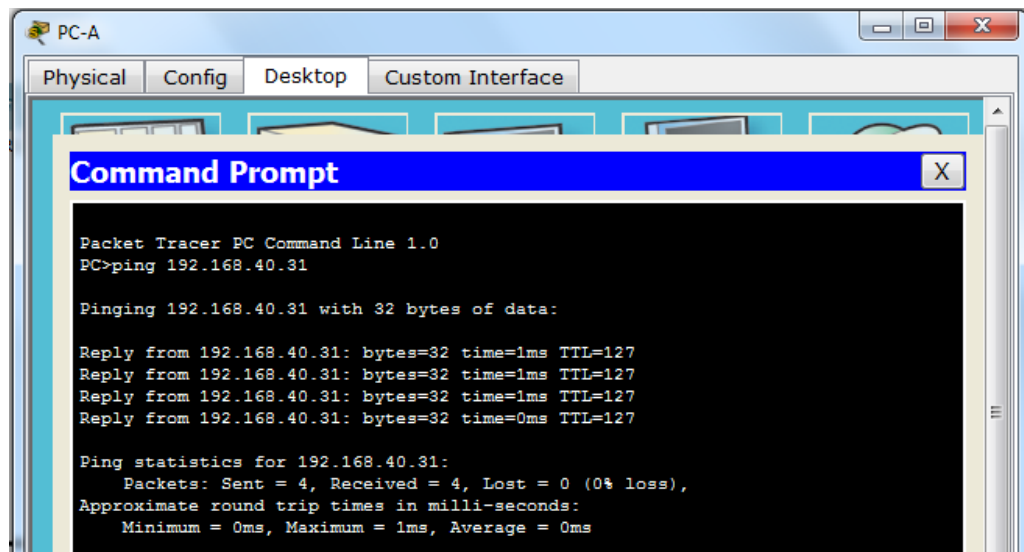 PC-A
Physical Config Desktop Custom Interface
Command Prompt
X
Packet Tracer PC Command Line 1.0
PC>ping 192.168.40.31
Pinging 192.168.40.31 with 32 bytes of data:
Reply from 192.168.40.31: bytes=32 time=1ms TTL=127
Reply from 192.168.40.31: bytes=32 time=1ms TTL=127
Reply from 192.168.40.31: bytes=32 time=1ms TTL=127
Reply from 192.168.40.31: bytes=32 time=0ms TTL=127
Ping statistics for 192.168.40.31:
Packets: Sent = 4, Received = 4, Lost = 0 (0% loss),
Approximate round trip times in milli-seconds:
Minimum = 0ms, Maximum = 1ms, Average = 0ms